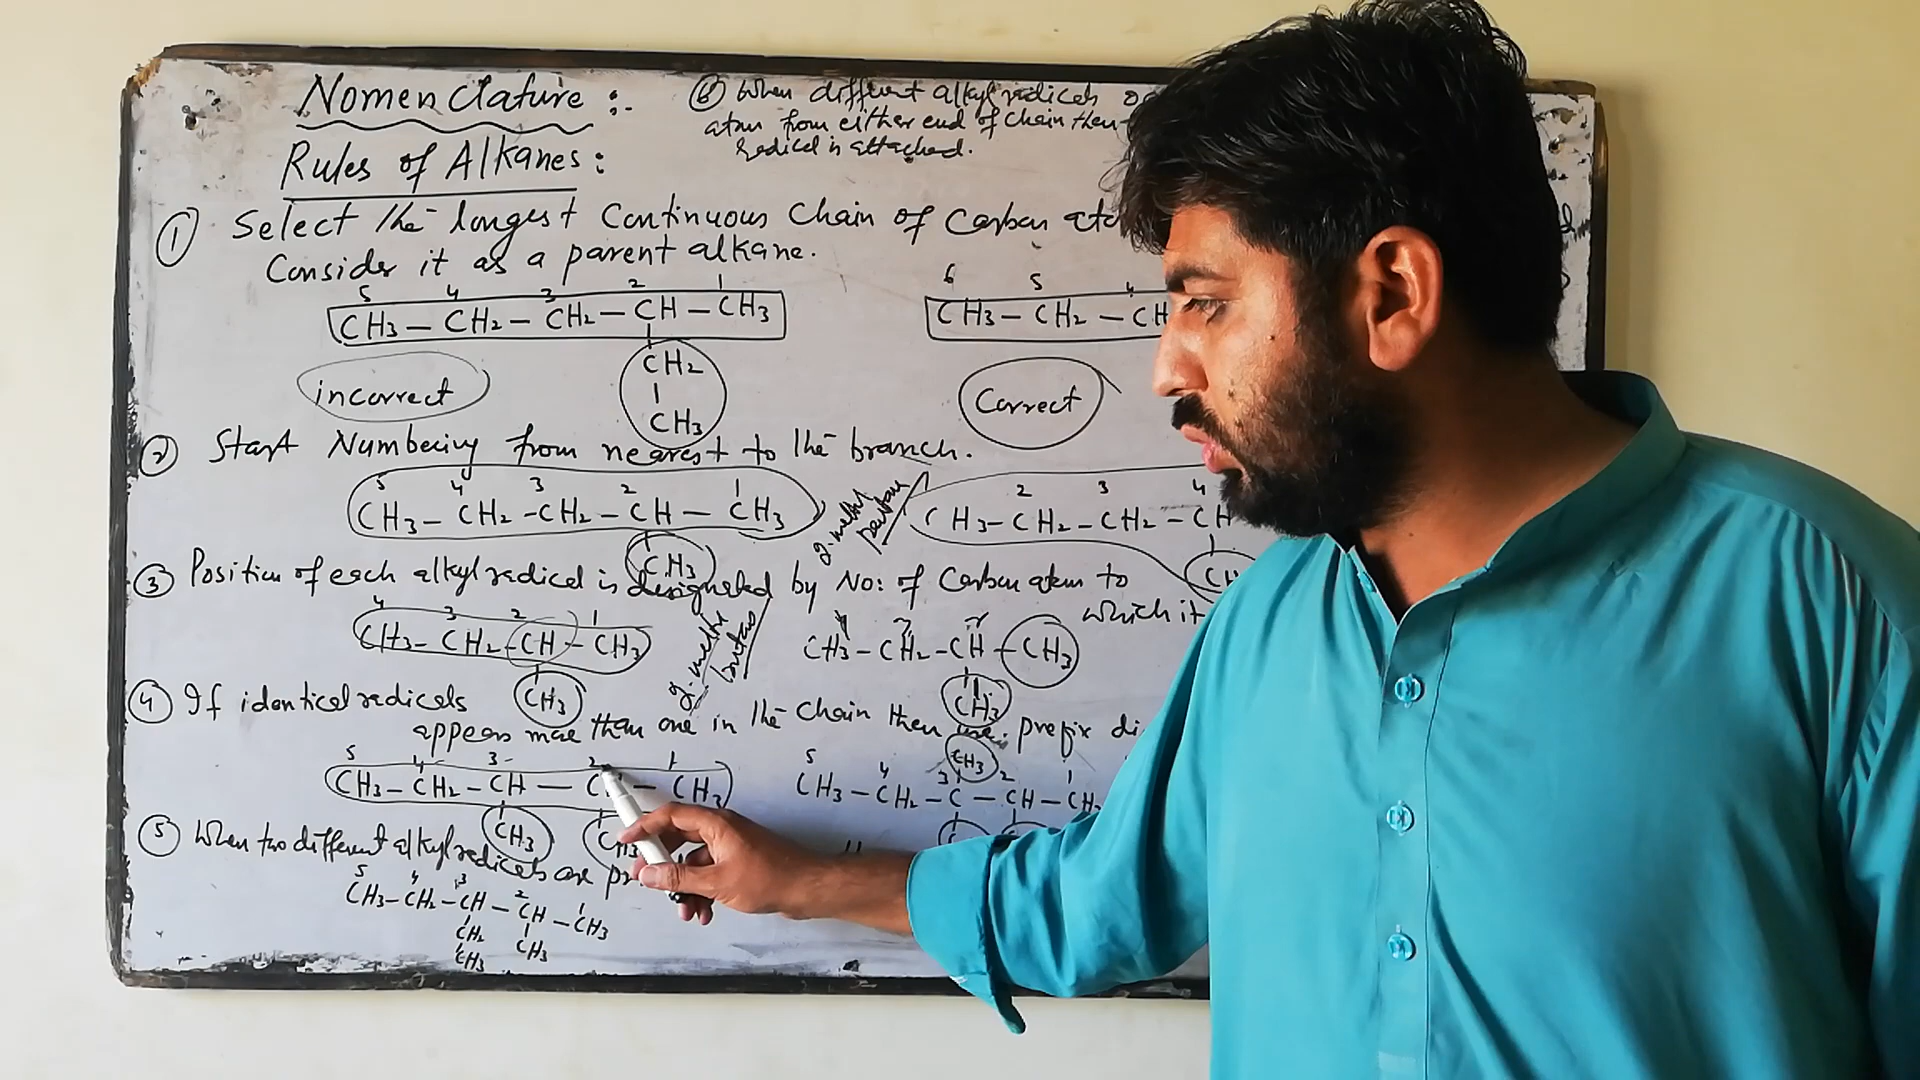 Nomenclature :-
Rules of Alkanes:
⑥ When different alkyl radicals
atom from either end of chain then
radical is attached.
① Select the longest Continuous Chain of Carbon
Consider it as a parent alkane.
5 4 3 2 1
CH3 — CH2 — CH2 — CH — CH3
CH2
CH3
incorrect
6 5 4
CH3 — CH2 — CH
Correct
② Start Numbering from nearest to the branch.
5 4 3 2 1
CH3 — CH2 - CH2 — CH — CH3
CH3
2-methyl
pentane
2 3 4
CH3 — CH2 — CH2 — CH
③ Position of each alkyl radical is designated by No: of Carbon atom to
which it
4 3 2 1
CH3 - CH2 - CH - CH3
CH3
2-methyl
butane
CH3 - CH2 - CH - CH3
CH3
④ If identical radicals
appears more than one in the Chain then use prefix di
5 4 3 2 1
CH3 — CH2 — CH — — CH3
CH3
CH3
5 4 3 2 1
CH3 — CH2 — C — CH — CH3
⑤ When two different alkyl radicals are
5 4 3 2 1
CH3 — CH2 — CH — CH — CH3
CH2 CH3
CH3